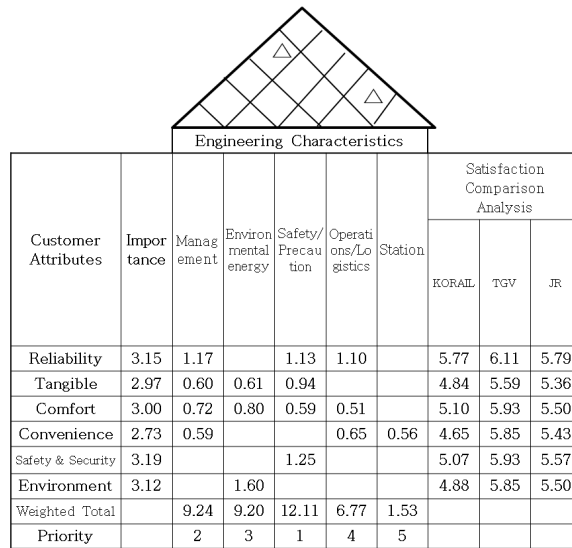 Engineering Characteristics
Customer Attributes Importance Management Environmental energy Safety/Precaution Operations/Logistics Station Satisfaction Comparison Analysis
KORAIL TGV JR
Reliability 3.15 1.17 1.13 1.10 5.77 6.11 5.79
Tangible 2.97 0.60 0.61 0.94 4.84 5.59 5.36
Comfort 3.00 0.72 0.80 0.59 0.51 5.10 5.93 5.50
Convenience 2.73 0.59 0.65 0.56 4.65 5.85 5.43
Safety & Security 3.19 1.25 5.07 5.93 5.57
Environment 3.12 1.60 4.88 5.85 5.50
Weighted Total 9.24 9.20 12.11 6.77 1.53
Priority 2 3 1 4 5